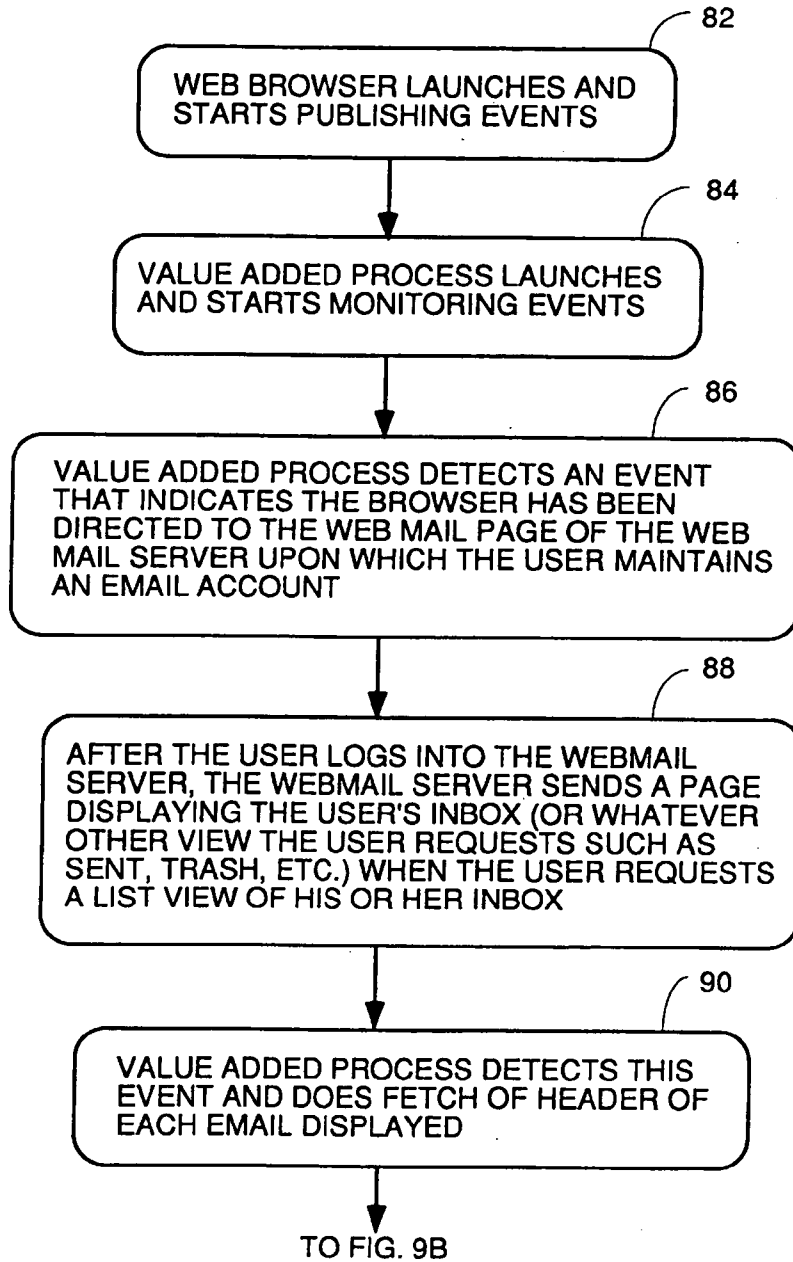 82
WEB BROWSER LAUNCHES AND
STARTS PUBLISHING EVENTS
84
VALUE ADDED PROCESS LAUNCHES
AND STARTS MONITORING EVENTS
86
VALUE ADDED PROCESS DETECTS AN EVENT
THAT INDICATES THE BROWSER HAS BEEN
DIRECTED TO THE WEB MAIL PAGE OF THE WEB
MAIL SERVER UPON WHICH THE USER MAINTAINS
AN EMAIL ACCOUNT
88
AFTER THE USER LOGS INTO THE WEBMAIL
SERVER, THE WEBMAIL SERVER SENDS A PAGE
DISPLAYING THE USER'S INBOX (OR WHATEVER
OTHER VIEW THE USER REQUESTS SUCH AS
SENT, TRASH, ETC.) WHEN THE USER REQUESTS
A LIST VIEW OF HIS OR HER INBOX
90
VALUE ADDED PROCESS DETECTS THIS
EVENT AND DOES FETCH OF HEADER OF
EACH EMAIL DISPLAYED
TO FIG. 9B